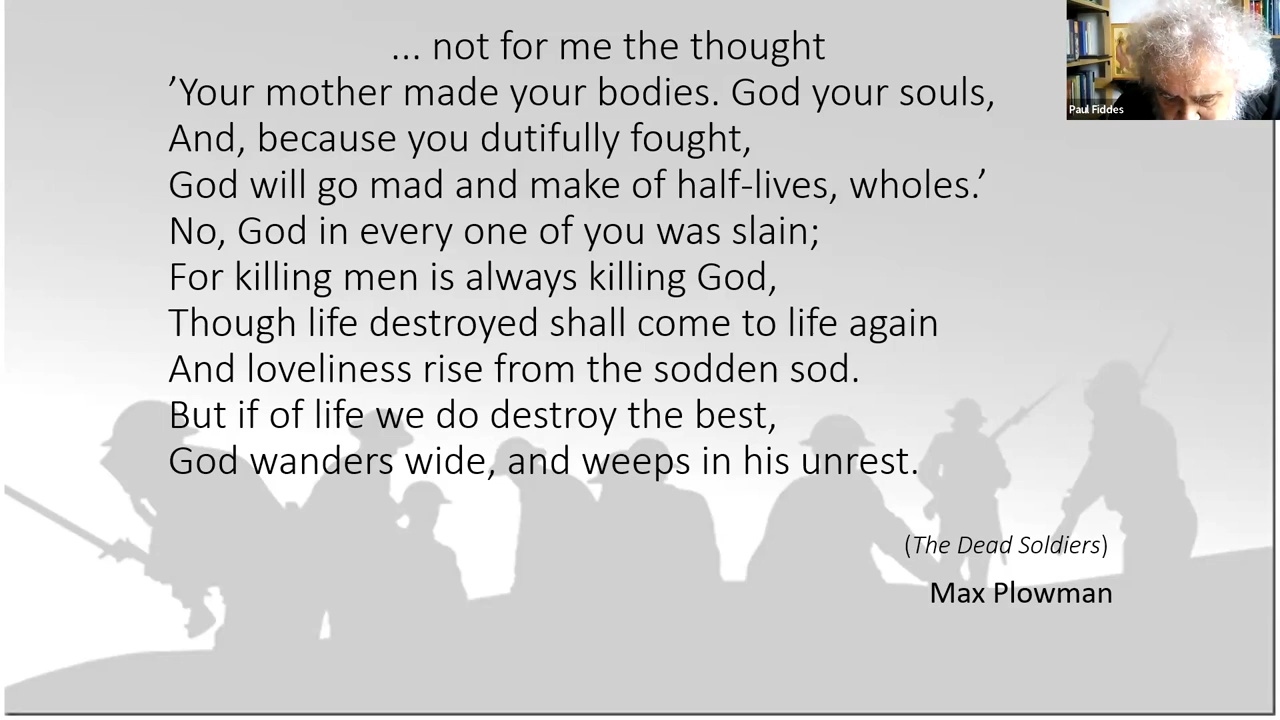 ... not for me the thought
’Your mother made your bodies. God your souls,
And, because you dutifully fought,
God will go mad and make of half-lives, wholes.’
No, God in every one of you was slain;
For killing men is always killing God,
Though life destroyed shall come to life again
And loveliness rise from the sodden sod.
But if of life we do destroy the best,
God wanders wide, and weeps in his unrest.
(The Dead Soldiers)
Max Plowman
Paul Fiddes